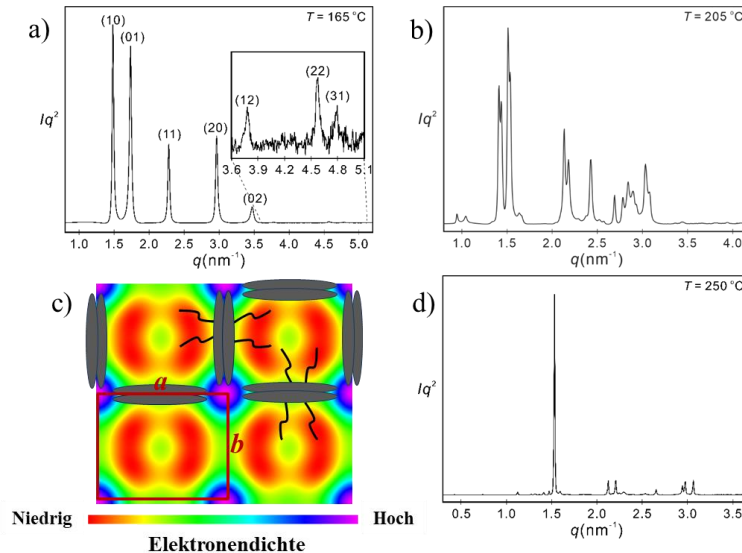 a)
T = 165 °C
(10)
(01)
(11)
(20)
(02)
(12)
(22)
(31)
3.6 3.9 4.2 4.5 4.8 5.1
Iq²
1.0 1.5 2.0 2.5 3.0 3.5 4.0 4.5 5.0
q(nm⁻¹)
b)
T = 205 °C
Iq²
1.0 1.5 2.0 2.5 3.0 3.5 4.0
q(nm⁻¹)
c)
a
b
Niedrig
Hoch
Elektronendichte
d)
T = 250 °C
Iq²
0.5 1.0 1.5 2.0 2.5 3.0 3.5
q(nm⁻¹)